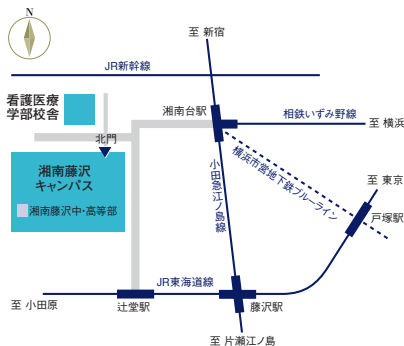 N
至 新宿
JR新幹線
看護医療
学部校舎
湘南台駅
相鉄いずみ野線
至 横浜
北門
湘南藤沢
キャンパス
湘南藤沢中・高等部
小田急江ノ島線
横浜市営地下鉄ブルーライン
至 東京
戸塚駅
JR東海道線
至 小田原
辻堂駅
藤沢駅
至 片瀬江ノ島